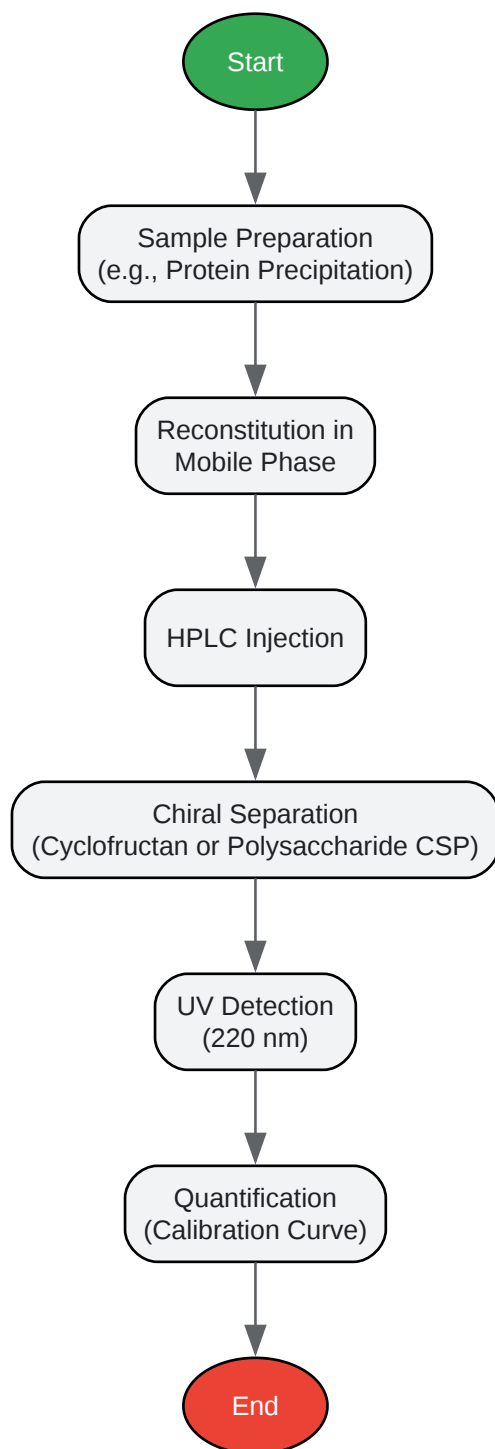 Start
Sample Preparation
(e.g., Protein Precipitation)
Reconstitution in
Mobile Phase
HPLC Injection
Chiral Separation
(Cyclofructan or Polysaccharide CSP)
UV Detection
(220 nm)
Quantification
(Calibration Curve)
End